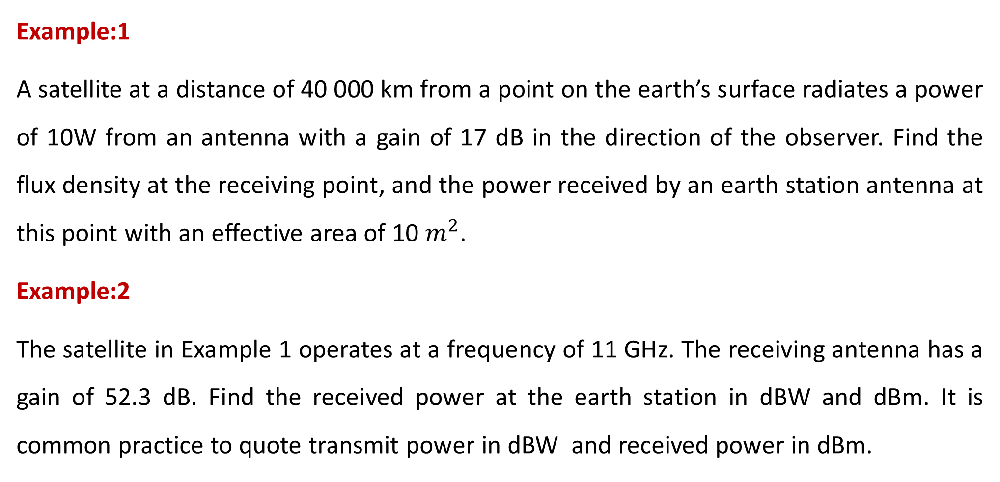 Example:1
A satellite at a distance of 40 000 km from a point on the earth’s surface radiates a power
of 10W from an antenna with a gain of 17 dB in the direction of the observer. Find the
flux density at the receiving point, and the power received by an earth station antenna at
this point with an effective area of 10 m².
Example:2
The satellite in Example 1 operates at a frequency of 11 GHz. The receiving antenna has a
gain of 52.3 dB. Find the received power at the earth station in dBW and dBm. It is
common practice to quote transmit power in dBW and received power in dBm.